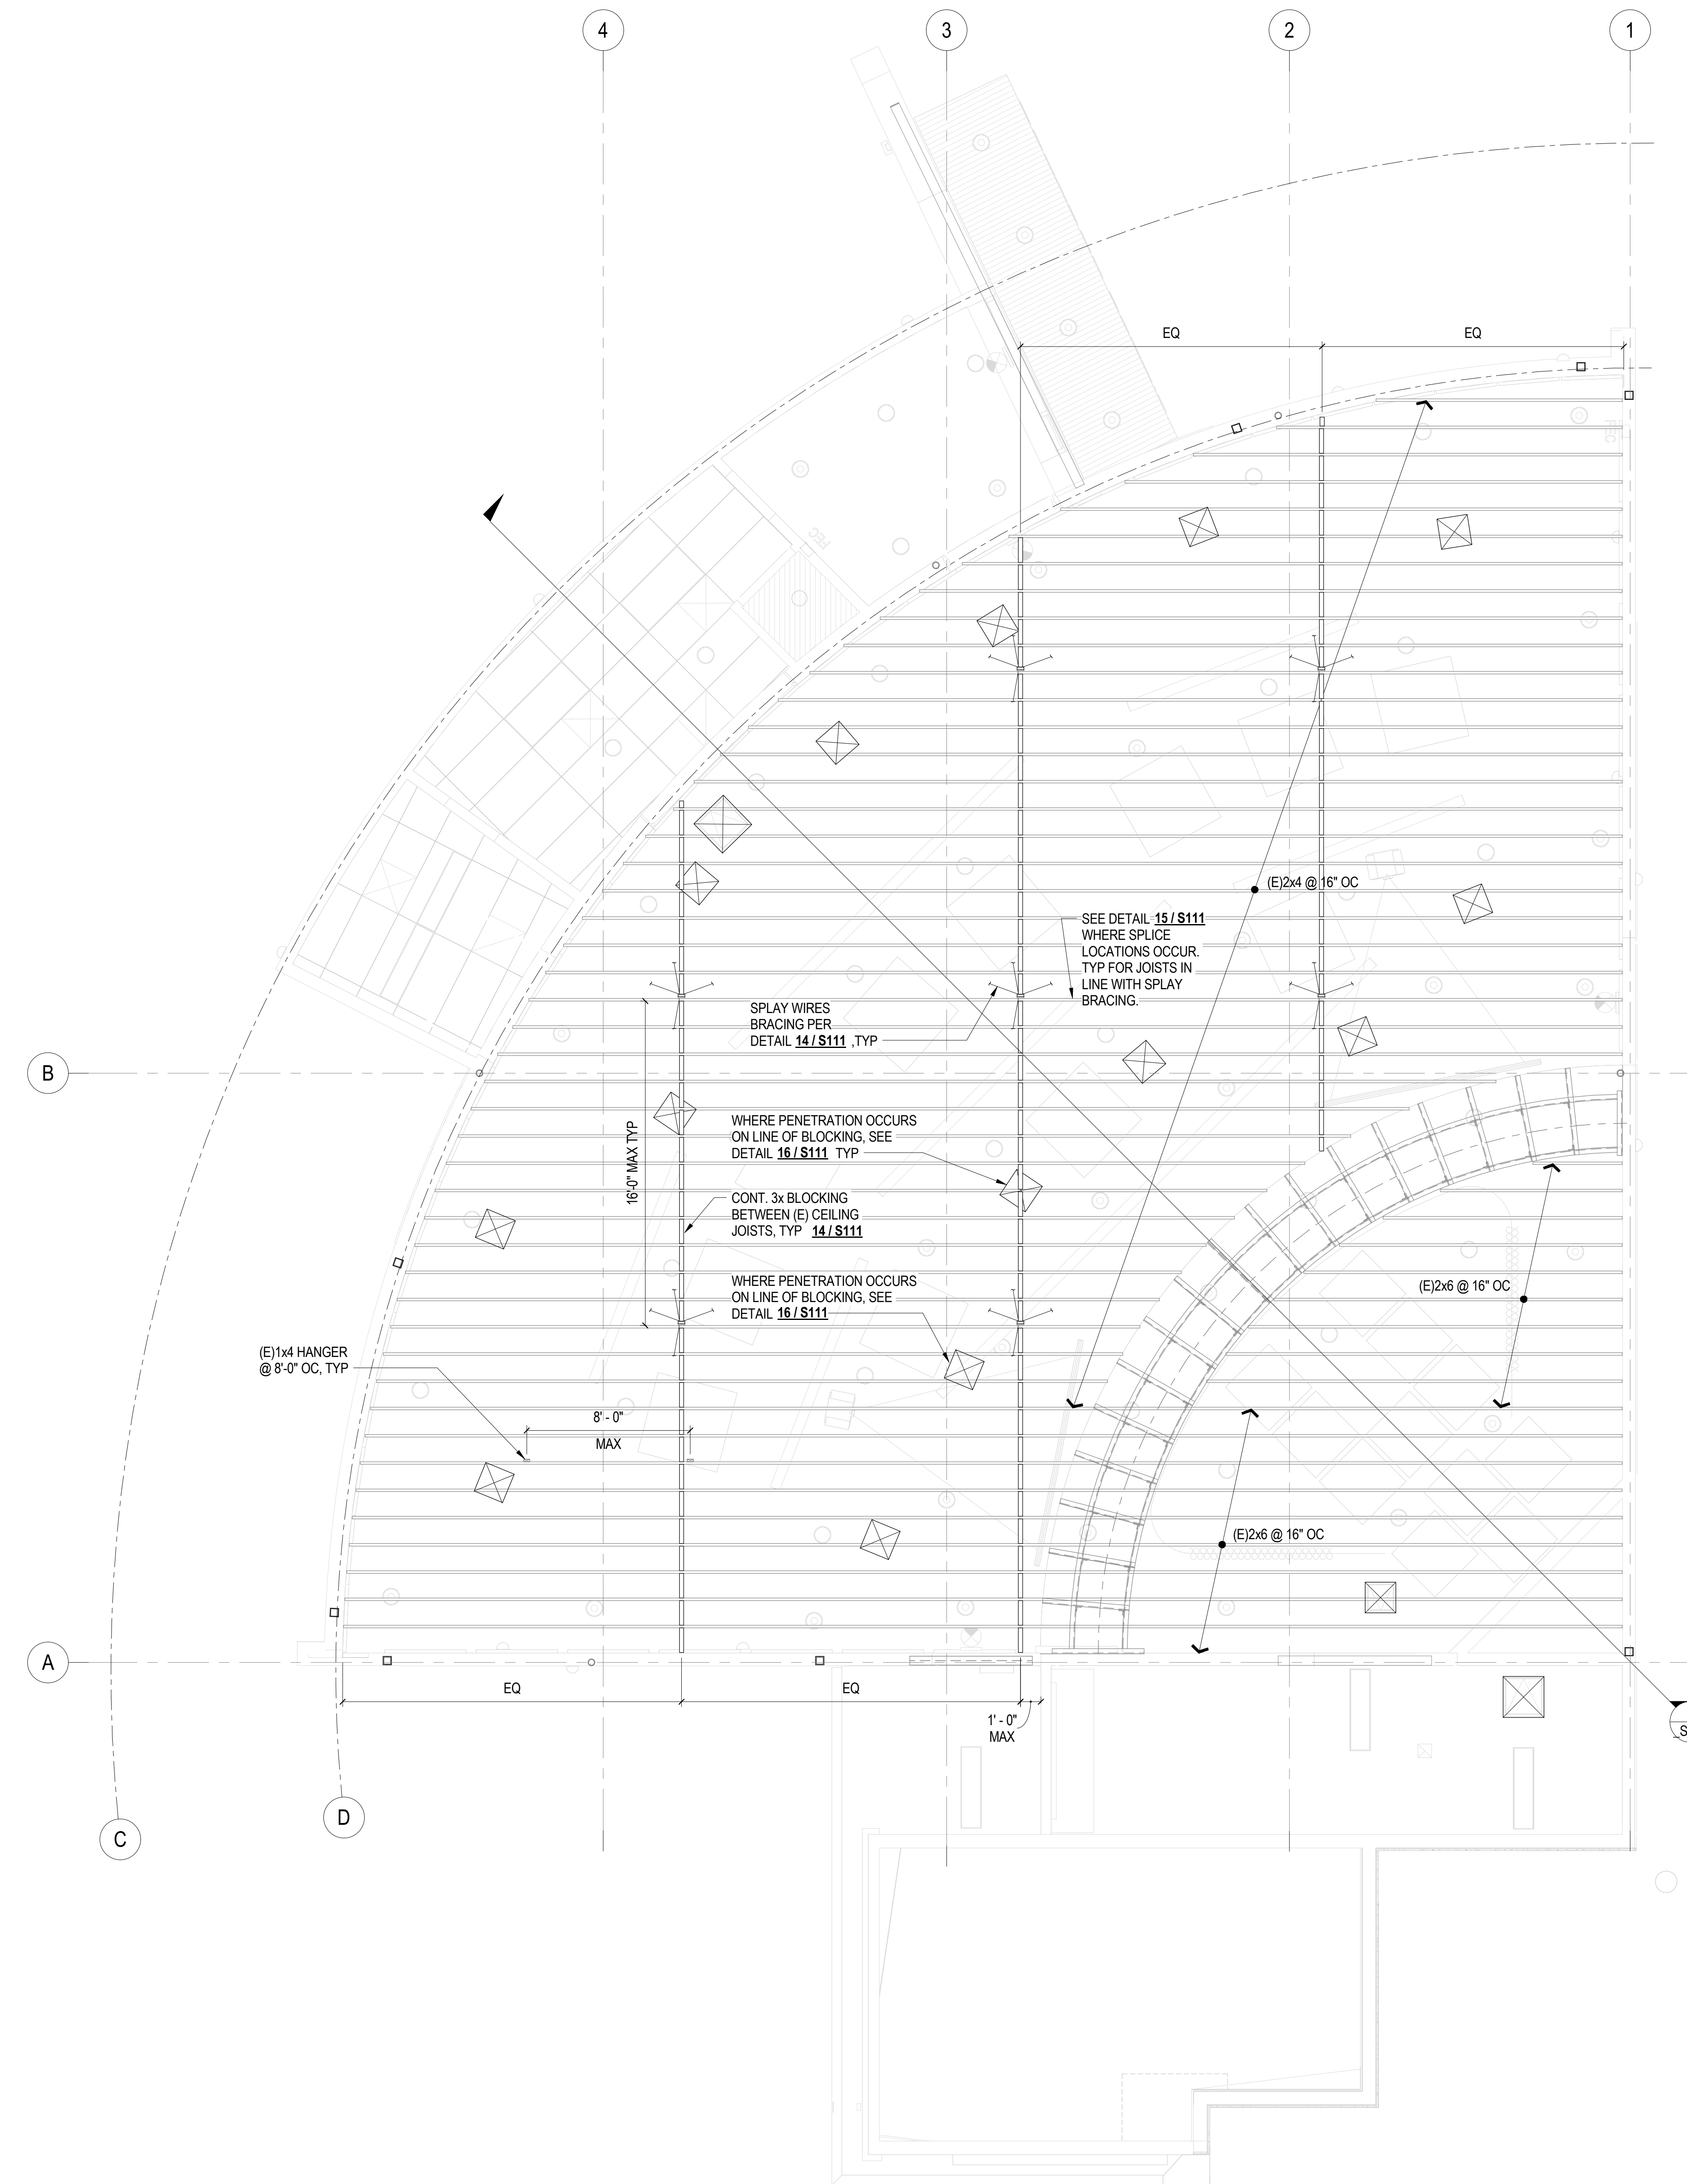 4
3
2
1
EQ
EQ
FEC
FEC
(E)2x4 @ 16" OC
SEE DETAIL 15 / S111
WHERE SPLICE
LOCATIONS OCCUR.
TYP FOR JOISTS IN
LINE WITH SPLAY
BRACING.
SPLAY WIRES
BRACING PER
DETAIL 14 / S111 ,TYP
B
WHERE PENETRATION OCCURS
ON LINE OF BLOCKING, SEE
DETAIL 16 / S111 TYP
16'-0" MAX TYP
CONT. 3x BLOCKING
BETWEEN (E) CEILING
JOISTS, TYP 14 / S111
WHERE PENETRATION OCCURS
ON LINE OF BLOCKING, SEE
DETAIL 16 / S111
(E)2x6 @ 16" OC
(E)1x4 HANGER
@ 8'-0" OC, TYP
8' - 0"
MAX
(E)2x6 @ 16" OC
A
EQ
EQ
1' - 0"
MAX
D
C